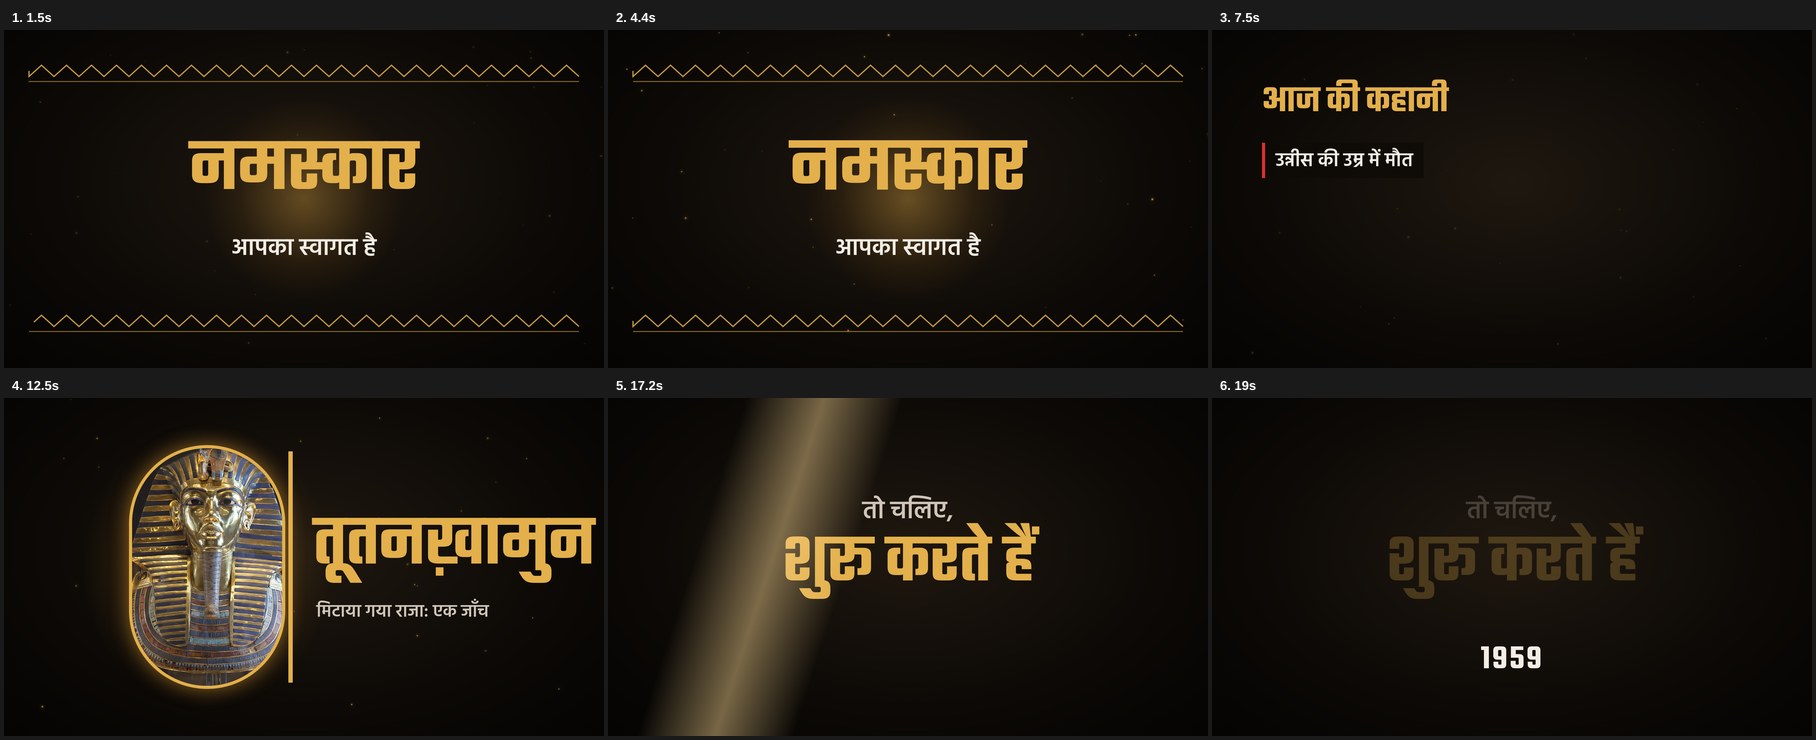 1. 1.5s
नमस्कार
आपका स्वागत है
2. 4.4s
नमस्कार
आपका स्वागत है
3. 7.5s
आज की कहानी
उन्नीस की उम्र में मौत
4. 12.5s
तूतनख़ामुन
मिटाया गया राजा: एक जाँच
5. 17.2s
तो चलिए,
शुरू करते हैं
6. 19s
तो चलिए,
शुरू करते हैं
1959